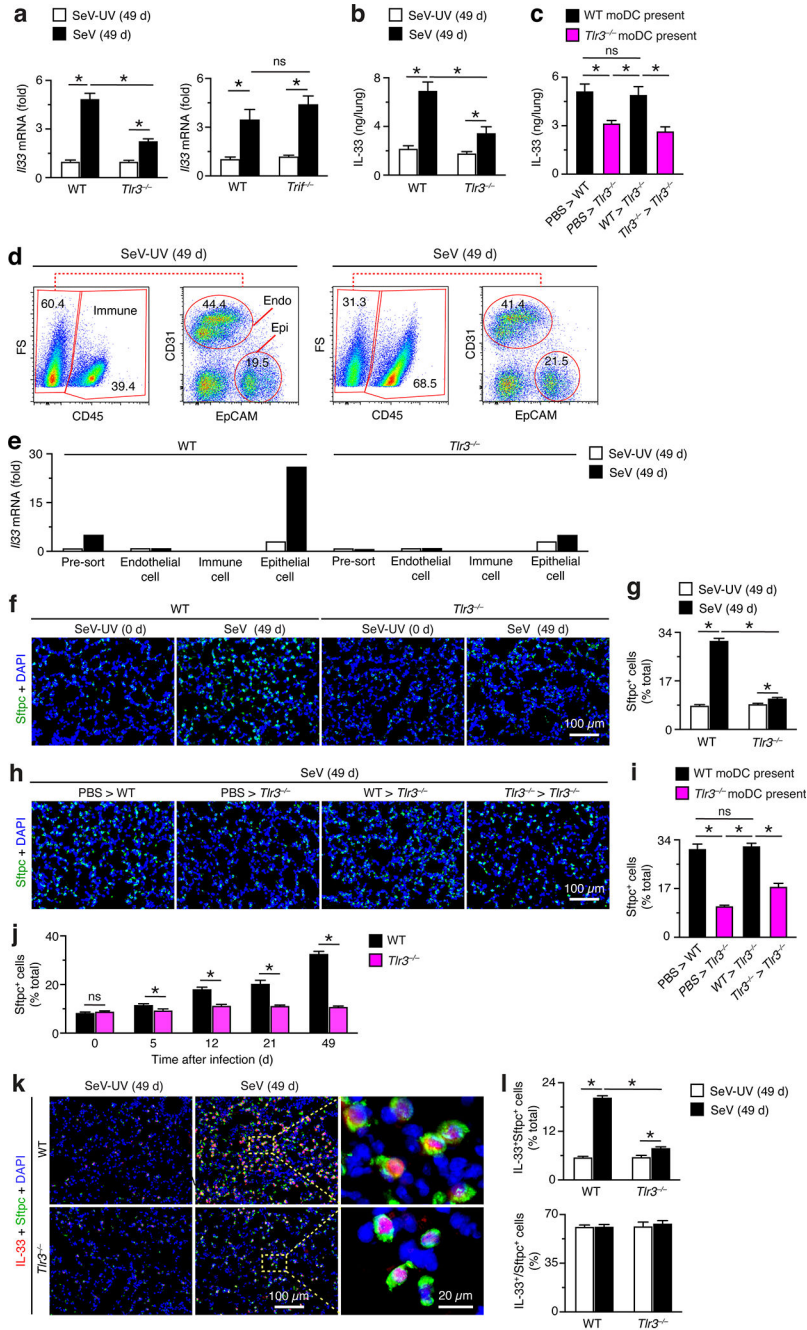 a
SeV-UV (49 d)
SeV (49 d)
Il33 mRNA (fold)
6
3
0
*
*
*
WT
Tlr3–/–
Il33 mRNA (fold)
6
3
0
ns
*
*
WT
Trif–/–
b
SeV-UV (49 d)
SeV (49 d)
IL-33 (ng/lung)
8
4
0
*
*
*
WT
Tlr3–/–
c
WT moDC present
Tlr3–/– moDC present
IL-33 (ng/lung)
8
6
3
0
ns
* * *
PBS > WT
PBS > Tlr3–/–
WT > Tlr3–/–
Tlr3–/– > Tlr3–/–
d
SeV-UV (49 d)
SeV (49 d)
60.4
Immune
39.4
FS
CD45
44.4
Endo
Epi
19.5
CD31
EpCAM
31.3
68.5
FS
CD45
41.4
21.5
CD31
EpCAM
e
WT
Tlr3–/–
SeV-UV (49 d)
SeV (49 d)
Il33 mRNA (fold)
30
15
0
Pre-sort Endothelial cell Immune cell Epithelial cell Pre-sort Endothelial cell Immune cell Epithelial cell
f
WT
Tlr3–/–
SeV-UV (0 d) SeV (49 d) SeV-UV (0 d) SeV (49 d)
Sftpc + DAPI
100 µm
g
SeV-UV (49 d)
SeV (49 d)
Sftpc+ cells
(% total)
34
17
0
* *
*
WT
Tlr3–/–
h
SeV (49 d)
PBS > WT PBS > Tlr3–/– WT > Tlr3–/– Tlr3–/– > Tlr3–/–
Sftpc + DAPI
100 µm
i
WT moDC present
Tlr3–/– moDC present
Sftpc+ cells
(% total)
34
17
0
ns
* * *
PBS > WT
PBS > Tlr3–/–
WT > Tlr3–/–
Tlr3–/– > Tlr3–/–
j
WT
Tlr3–/–
Sftpc+ cells
(% total)
40
20
0
ns * * * *
0 5 12 21 49
Time after infection (d)
k
SeV-UV (49 d) SeV (49 d)
IL-33 + Sftpc + DAPI
WT
Tlr3–/–
100 µm
20 µm
l
SeV-UV (49 d)
SeV (49 d)
IL-33+Sftpc+ cells
(% total)
24
12
0
* *
*
WT
Tlr3–/–
IL-33+/Sftpc+ cells
(%)
70
35
0
WT
Tlr3–/–